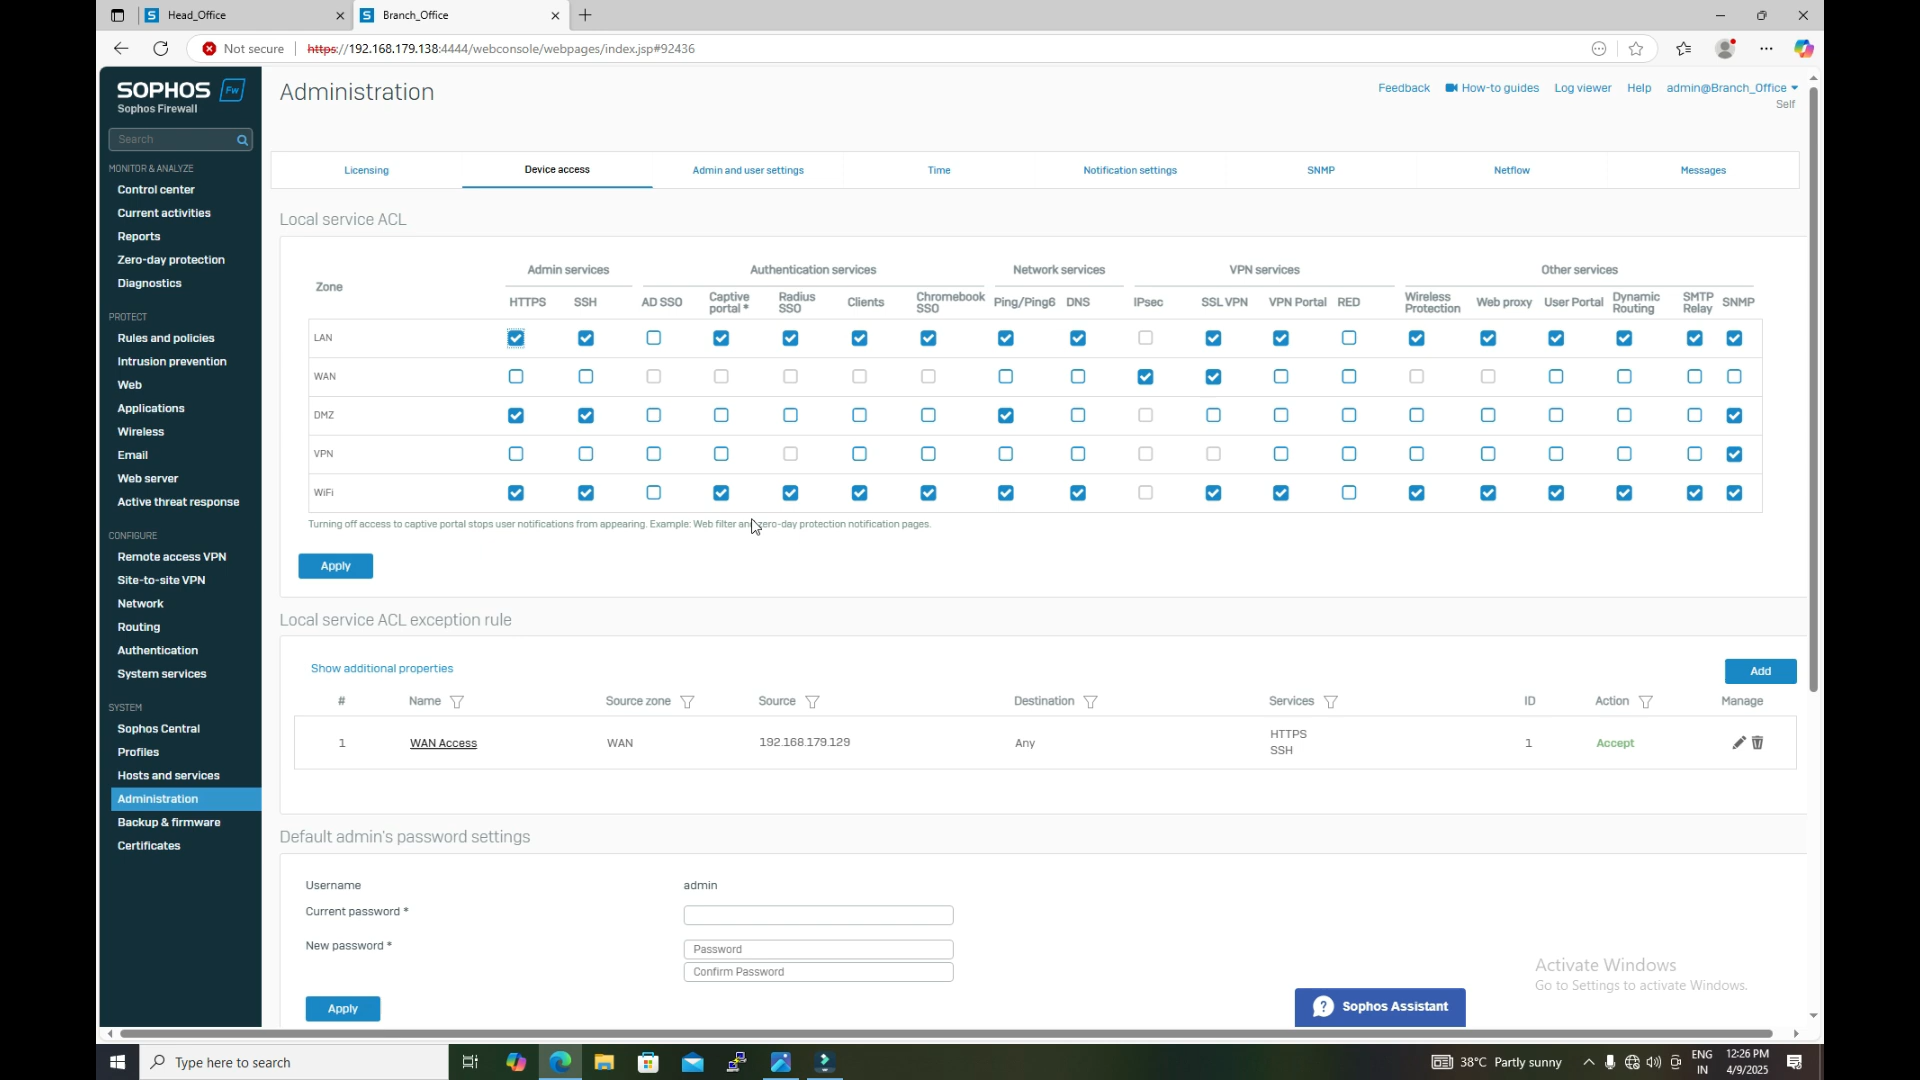 Head_Office
Branch_Office
Not secure
https://192.168.179.138:4444/webconsole/webpages/index.jsp#92436
SOPHOS Fw
Sophos Firewall
Search
MONITOR & ANALYZE
Control center
Current activities
Reports
Zero-day protection
Diagnostics
PROTECT
Rules and policies
Intrusion prevention
Web
Applications
Wireless
Email
Web server
Active threat response
CONFIGURE
Remote access VPN
Site-to-site VPN
Network
Routing
Authentication
System services
SYSTEM
Sophos Central
Profiles
Hosts and services
Administration
Backup & firmware
Certificates
Administration
Feedback How-to guides Log viewer Help admin@Branch_Office
Self
Licensing Device access Admin and user settings Time Notification settings SNMP Netflow Messages
Local service ACL
Zone
Admin services Authentication services Network services VPN services Other services
HTTPS SSH AD SSO Captive portal * Radius SSO Clients Chromebook SSO Ping/Ping6 DNS IPsec SSL VPN VPN Portal RED Wireless Protection Web proxy User Portal Dynamic Routing SMTP Relay SNMP
LAN
WAN
DMZ
VPN
WiFi
Turning off access to captive portal stops user notifications from appearing. Example: Web filter and zero-day protection notification pages.
Apply
Local service ACL exception rule
Show additional properties
Add
# Name Source zone Source Destination Services ID Action Manage
1 WAN Access WAN 192.168.179.129 Any HTTPS SSH 1 Accept
Default admin's password settings
Username admin
Current password *
New password * Password
Confirm Password
Apply
Activate Windows
Go to Settings to activate Windows.
? Sophos Assistant
Type here to search
38°C Partly sunny
ENG
IN
12:26 PM
4/9/2025